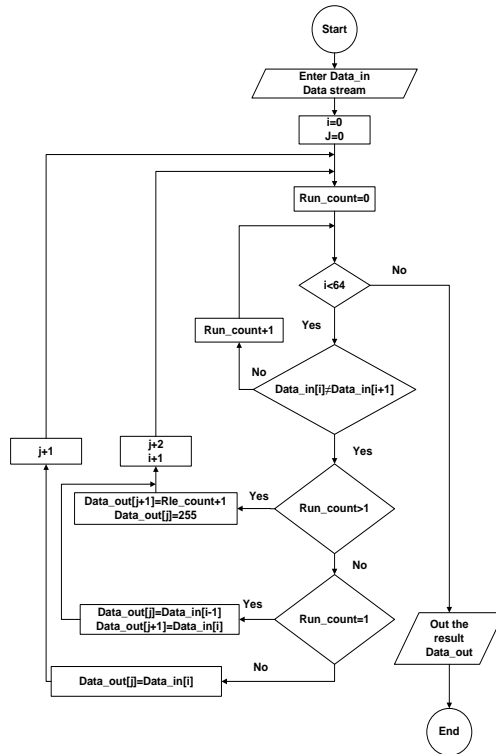 Start
Enter Data_in
Data stream
i=0
J=0
Run_count=0
i<64
No
Yes
Run_count+1
No
Data_in[i]≠Data_in[i+1]
Yes
j+1
j+2
i+1
Data_out[j+1]=Rle_count+1
Data_out[j]=255
Yes
Run_count>1
No
Data_out[j]=Data_in[i-1]
Data_out[j+1]=Data_in[i]
Yes
Run_count=1
No
Data_out[j]=Data_in[i]
Out the
result
Data_out
End